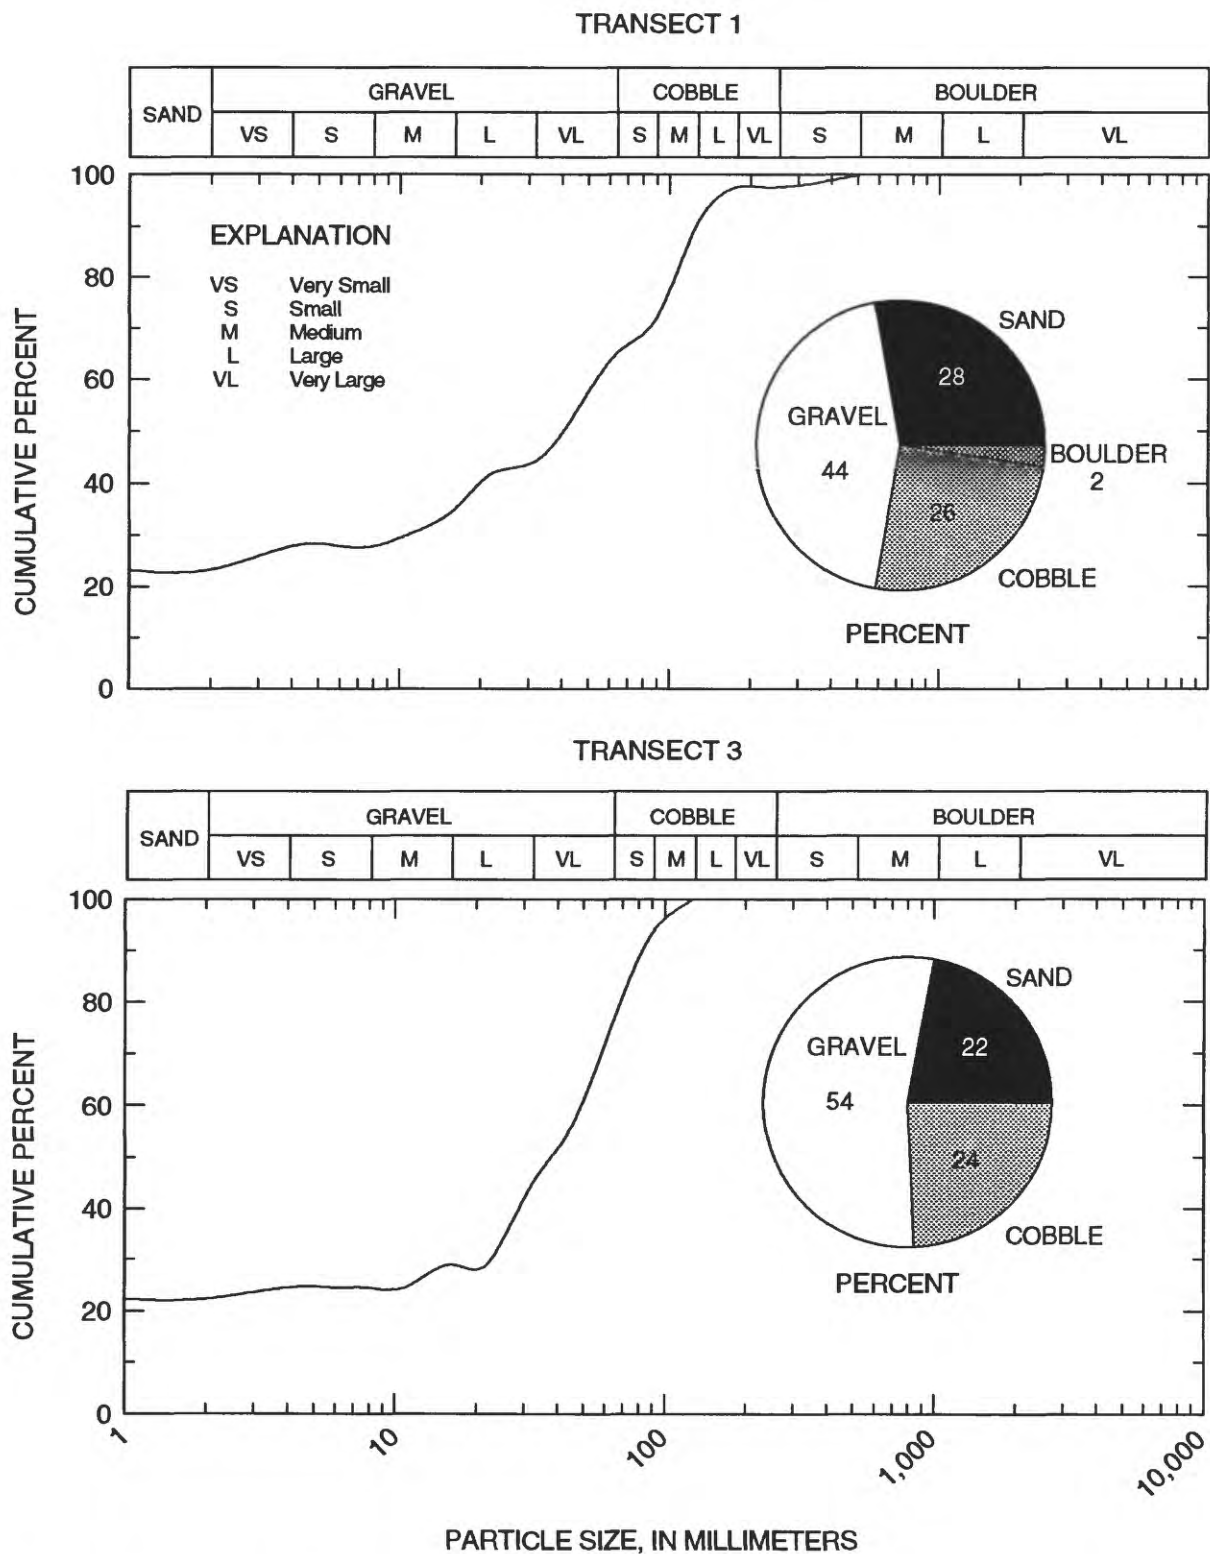 TRANSECT 1
SAND GRAVEL COBBLE BOULDER
VS S M L VL S M L VL S M L VL
100
80
60
40
20
0
CUMULATIVE PERCENT
EXPLANATION
VS Very Small
S Small
M Medium
L Large
VL Very Large
SAND
28
GRAVEL
44
BOULDER
2
26
COBBLE
PERCENT
TRANSECT 3
SAND GRAVEL COBBLE BOULDER
VS S M L VL S M L VL S M L VL
100
80
60
40
20
0
CUMULATIVE PERCENT
SAND
22
GRAVEL
54
24
COBBLE
PERCENT
1 10 100 1,000 10,000
PARTICLE SIZE, IN MILLIMETERS